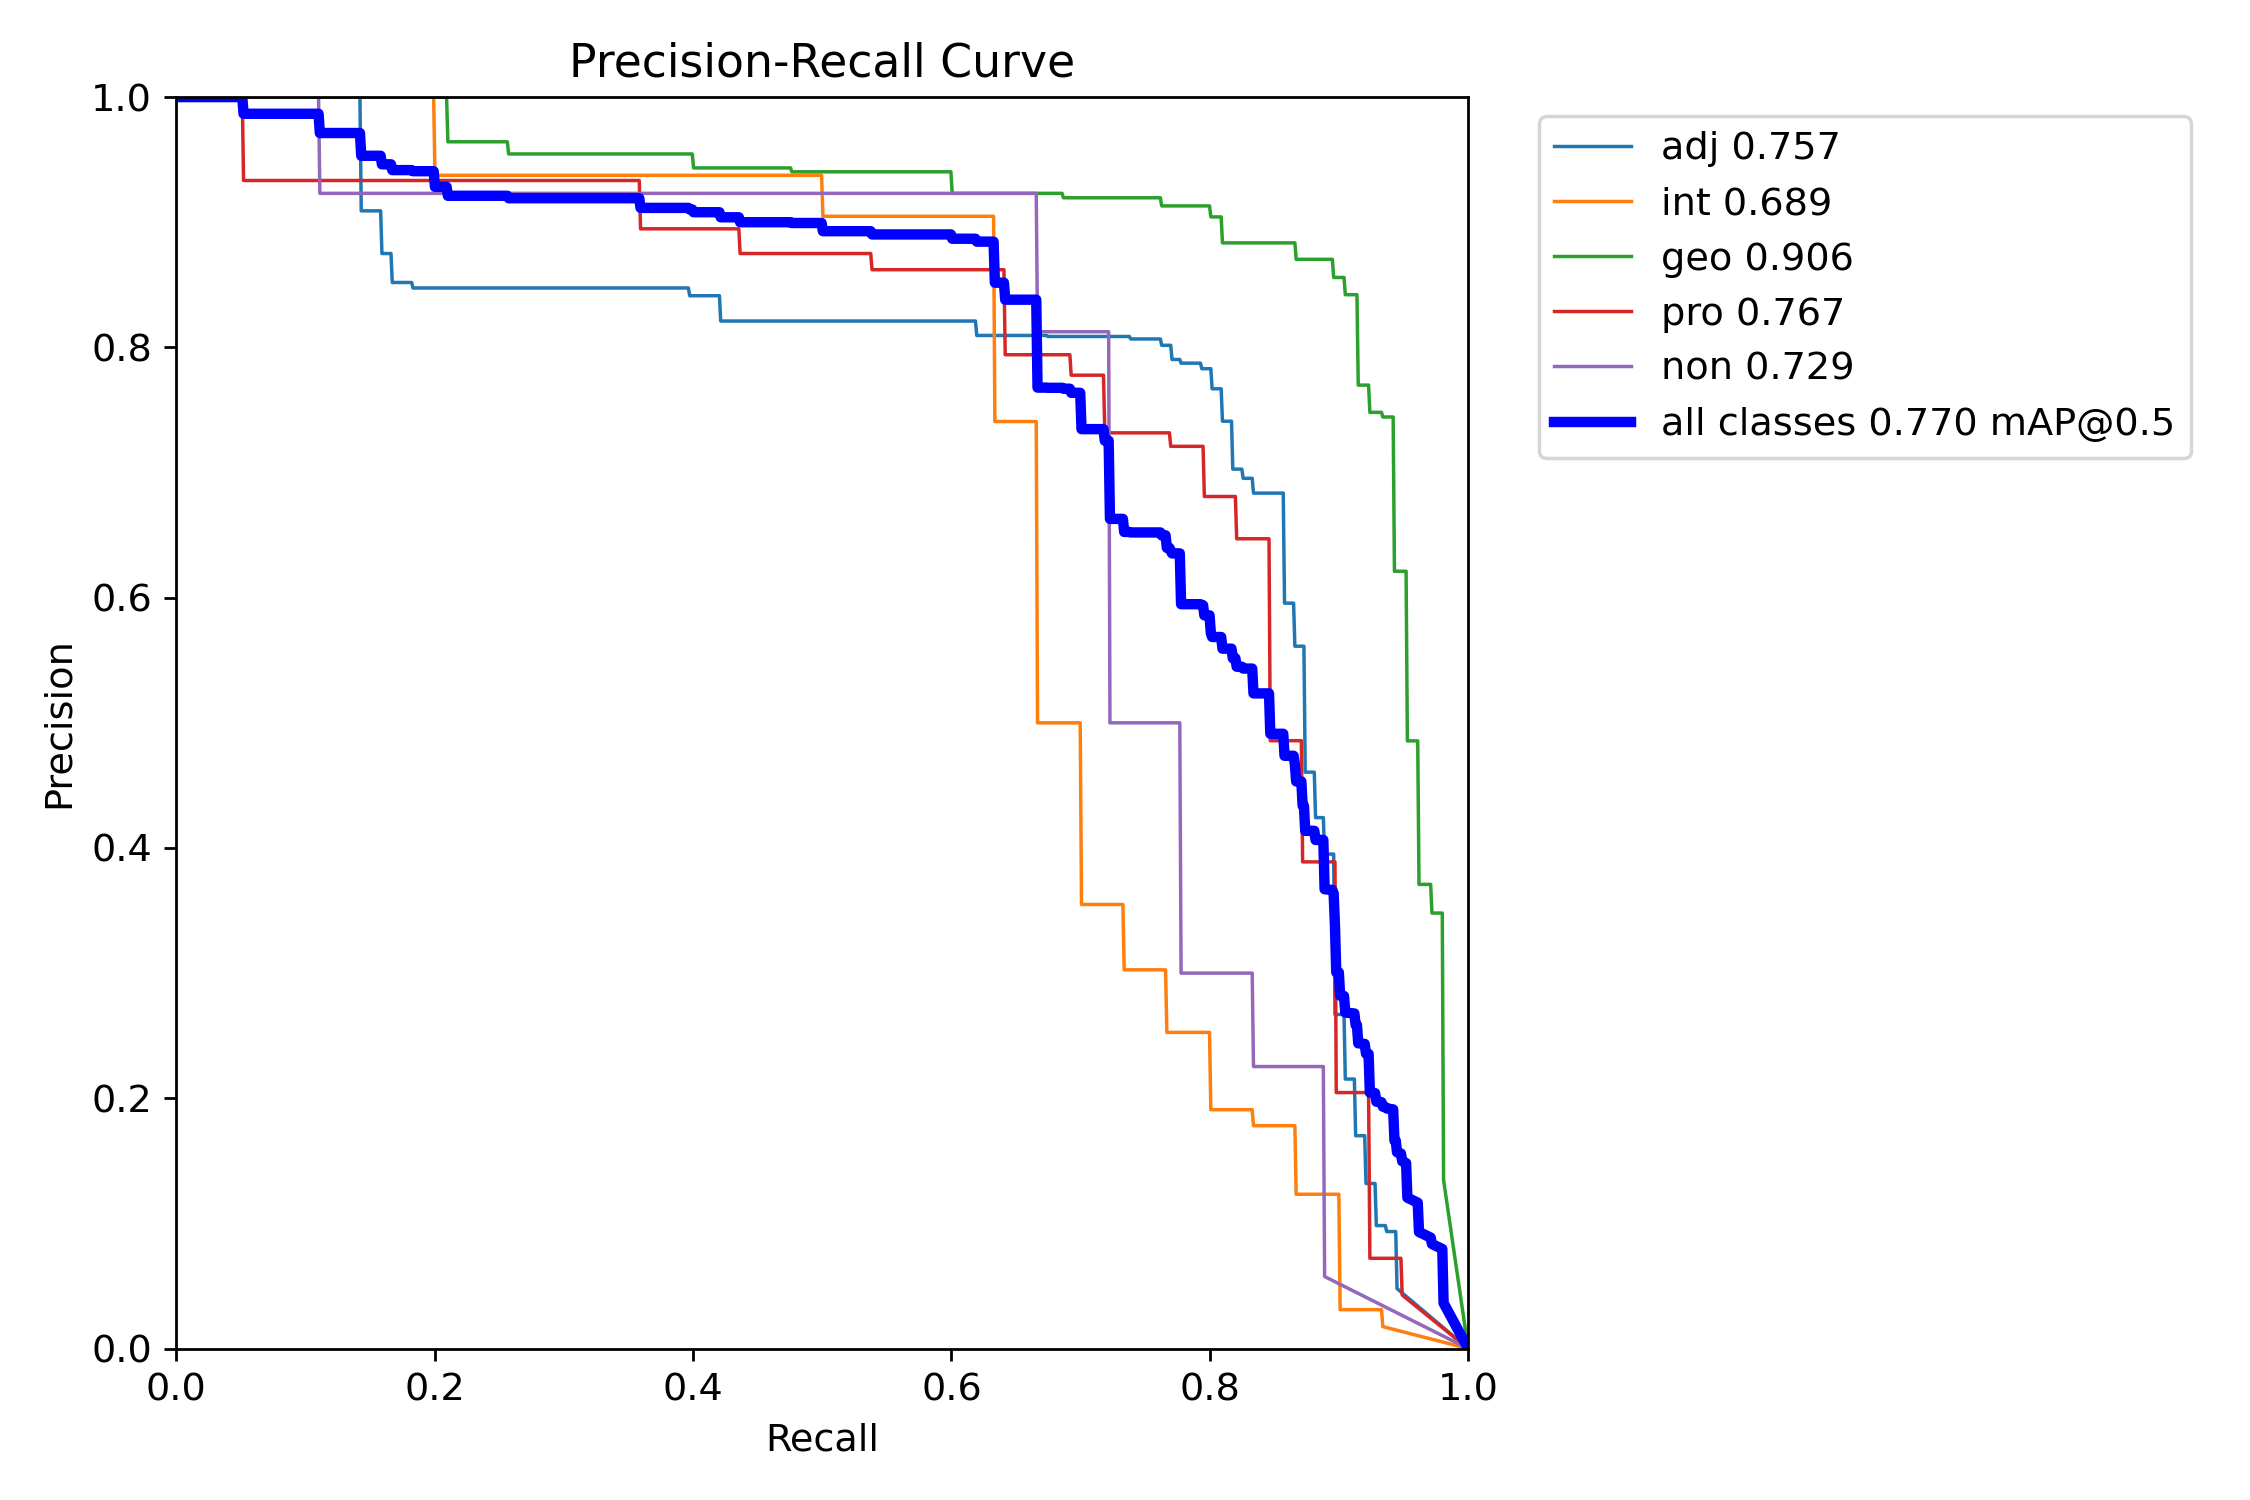 Precision-Recall Curve
1.0
0.8
0.6
0.4
0.2
0.0
Precision
0.0 0.2 0.4 0.6 0.8 1.0
Recall
adj 0.757
int 0.689
geo 0.906
pro 0.767
non 0.729
all classes 0.770 mAP@0.5